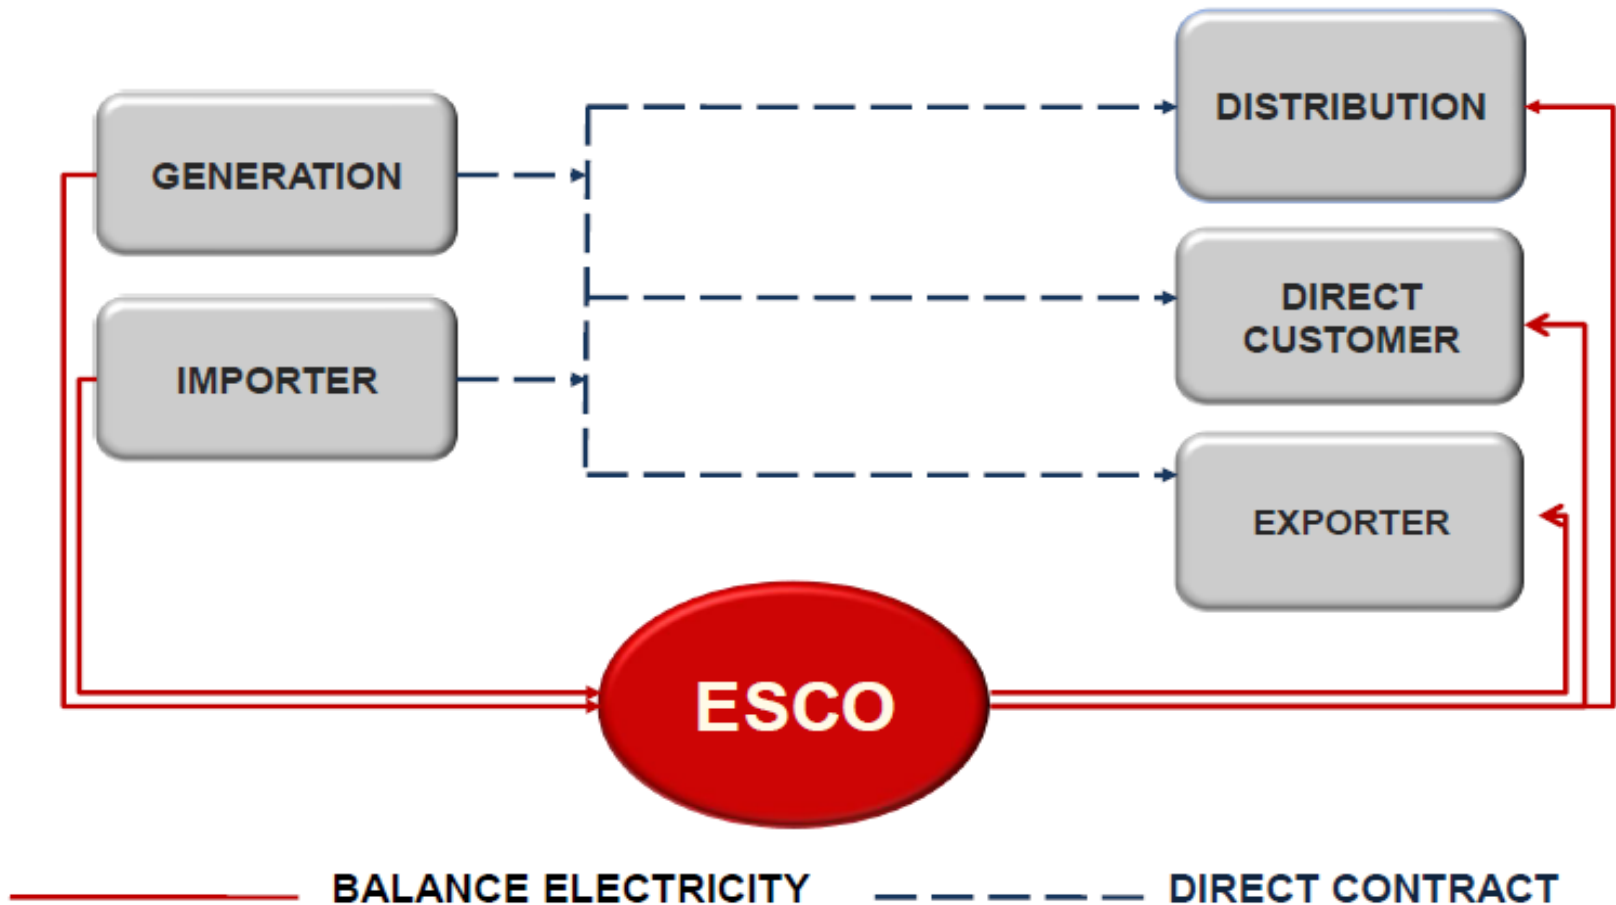 DISTRIBUTION
GENERATION
DIRECT
CUSTOMER
IMPORTER
EXPORTER
ESCO
BALANCE ELECTRICITY
DIRECT CONTRACT